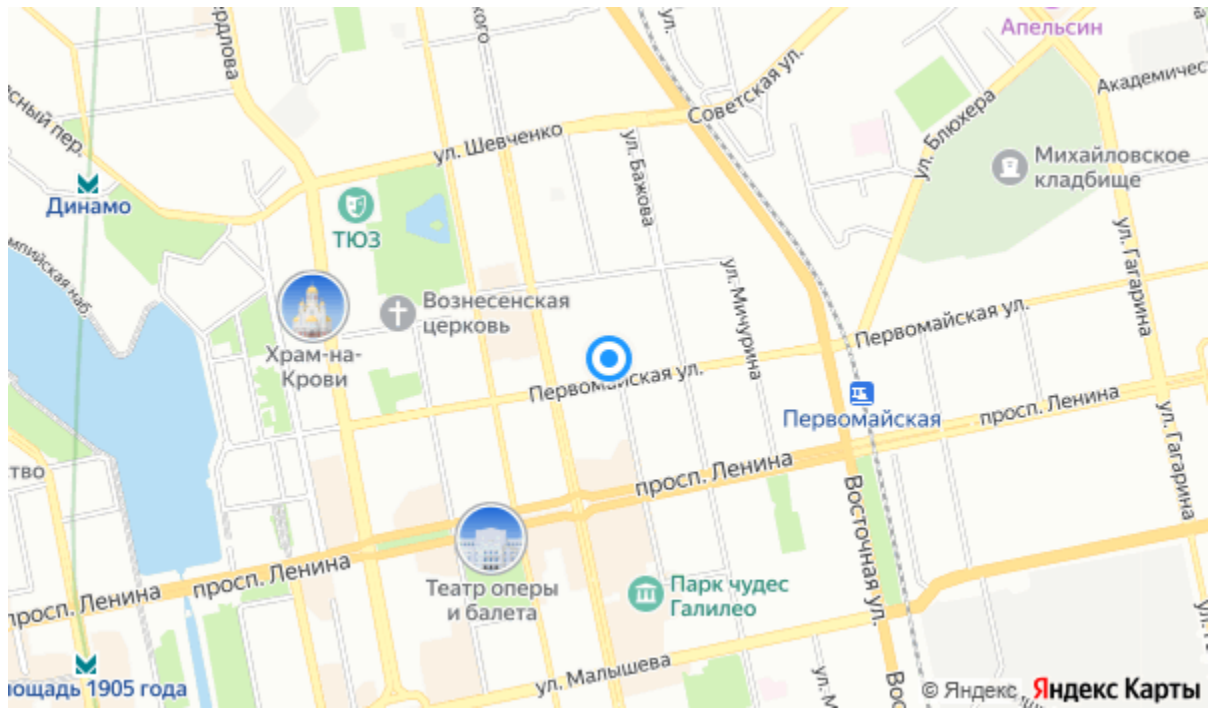 Апельсин
Советская ул.
ул. Блюхера
ул. Шевченко
ул. Бажова
Михайловское
кладбище
Динамо
ТЮЗ
ул. Гагарина
ул. Мичурина
Вознесенская
церковь
Храм-на-
Крови
Первомайская ул.
Первомайская ул.
Первомайская
просп. Ленина
ул. Гагарина
просп. Ленина
Восточная ул.
просп. Ленина
просп. Ленина
Театр оперы
и балета
Парк чудес
Галилео
ул. Малышева
1905 года
© Яндекс Яндекс Карты